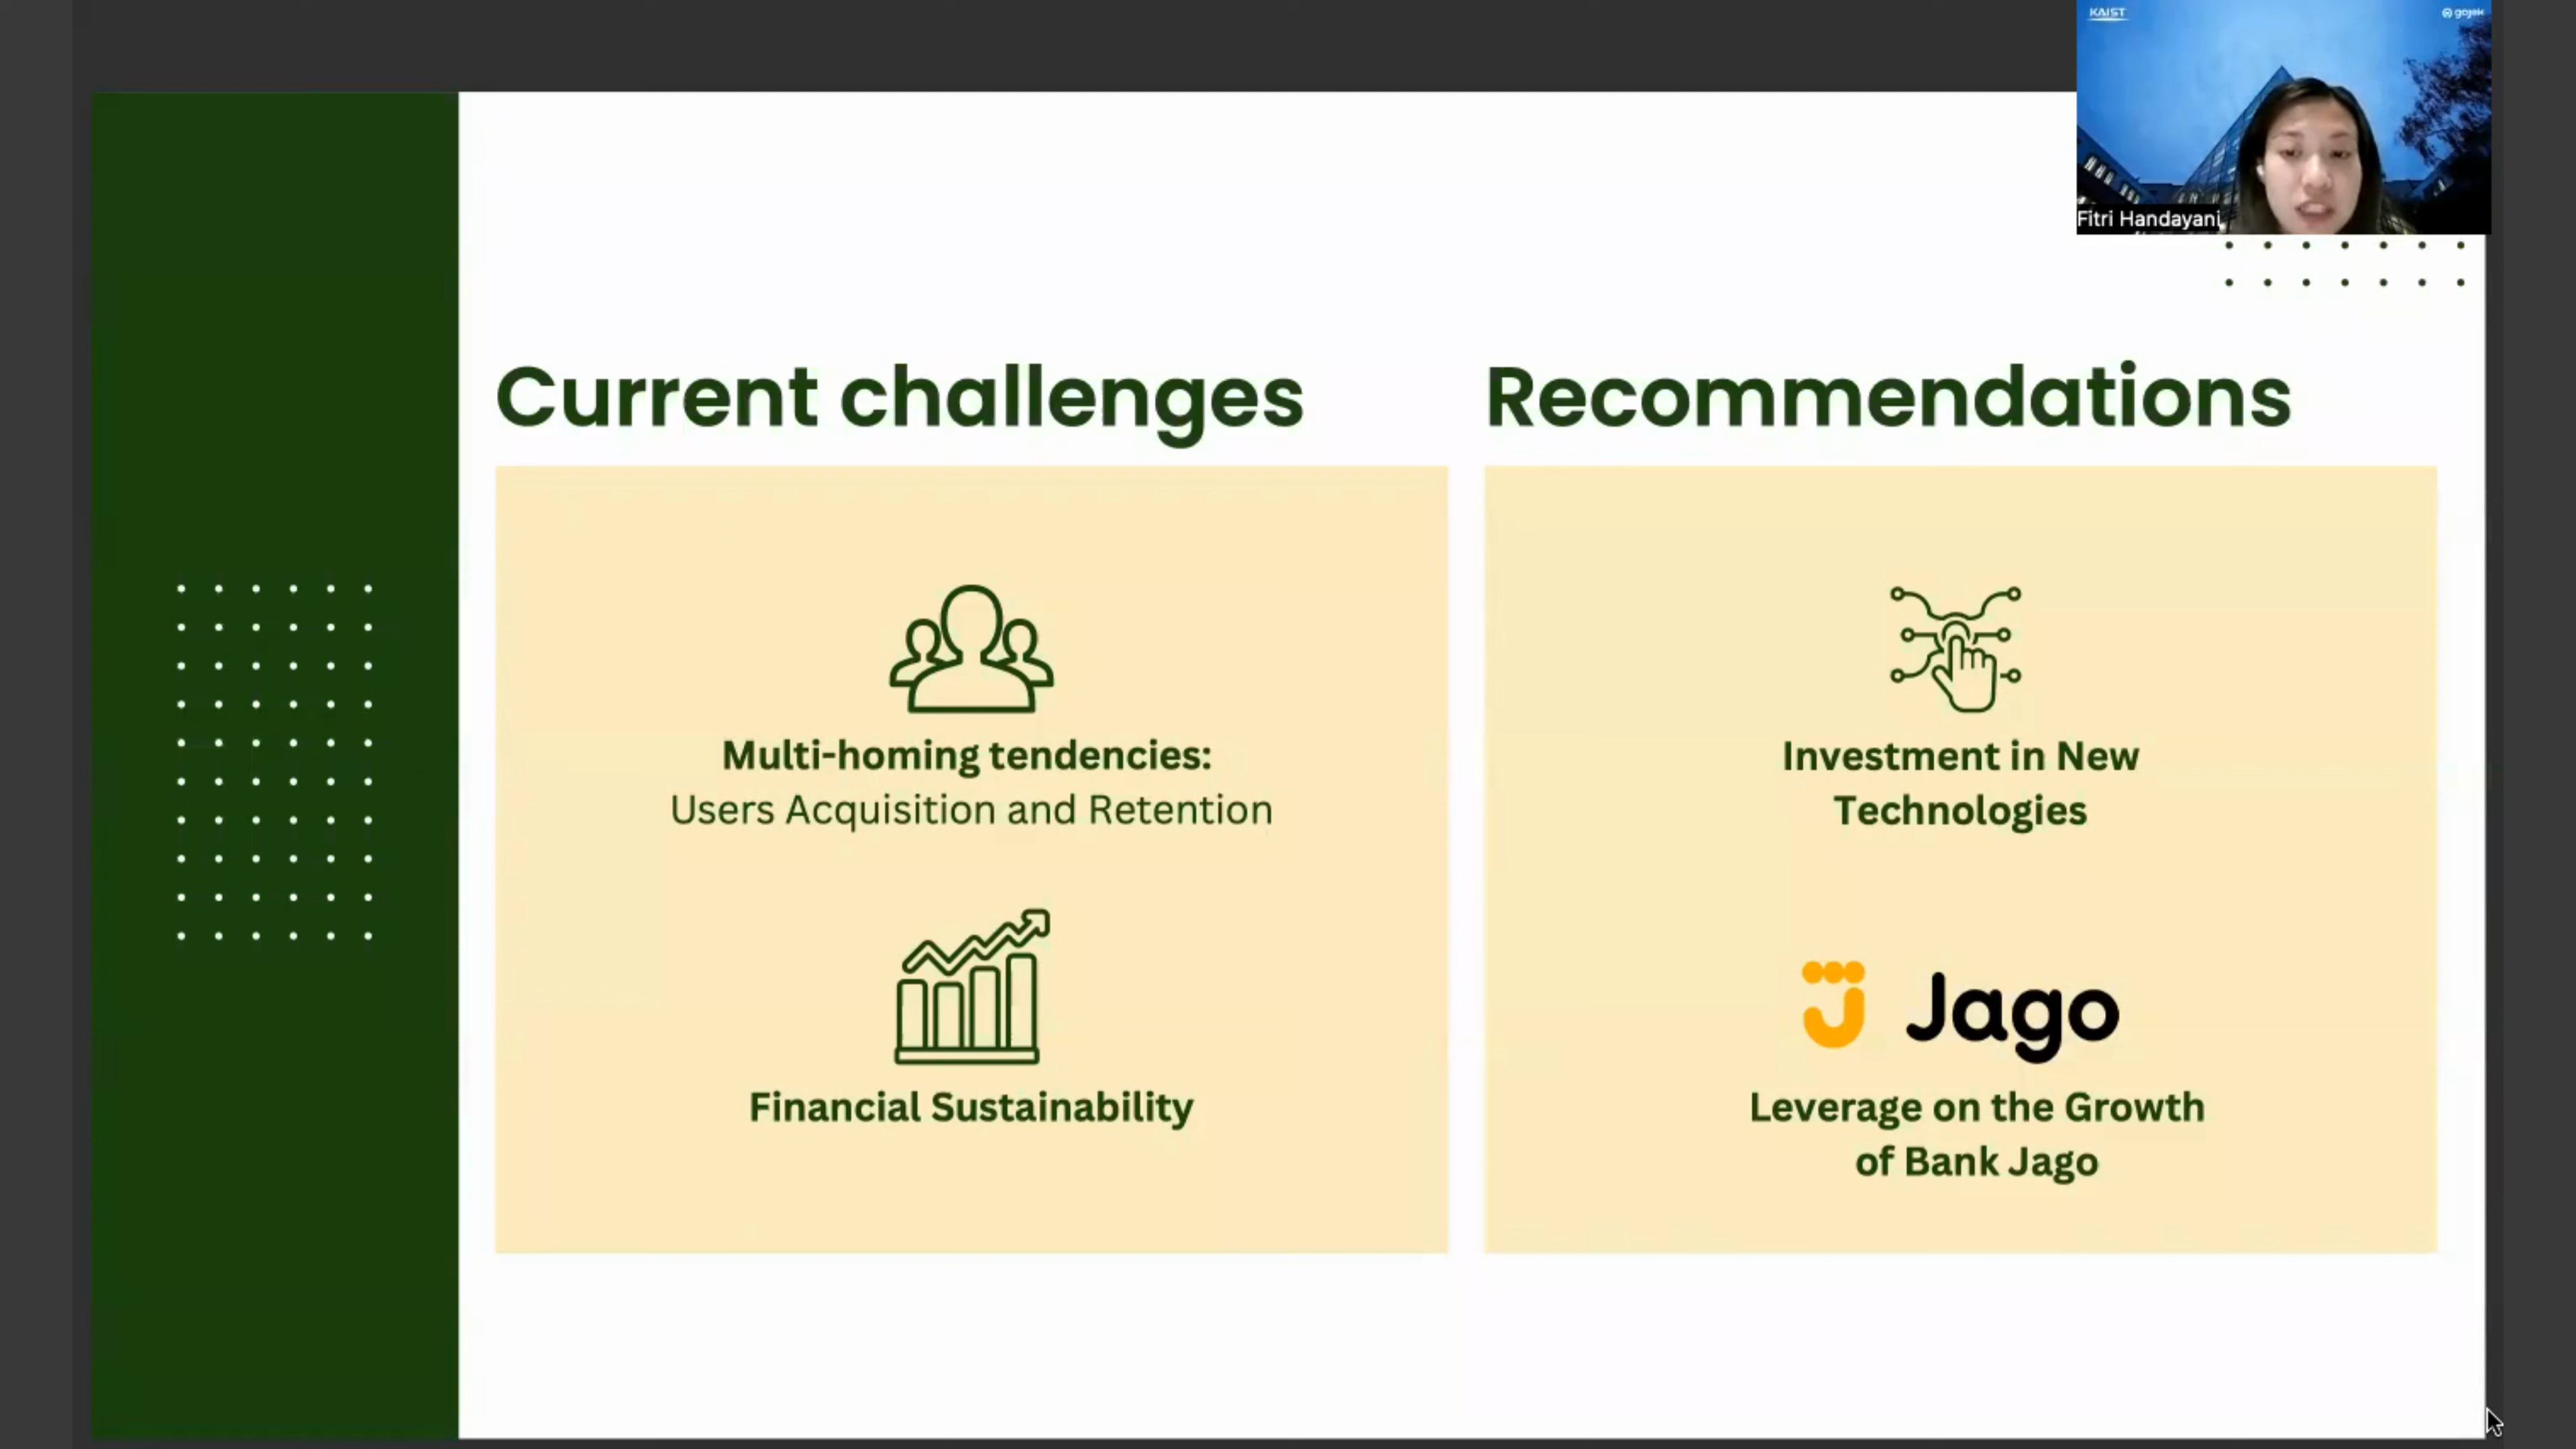 KAIST
gojek
Fitri Handayani
Current challenges
Multi-homing tendencies:
Users Acquisition and Retention
Financial Sustainability
Recommendations
Investment in New
Technologies
Jago
Leverage on the Growth
of Bank Jago